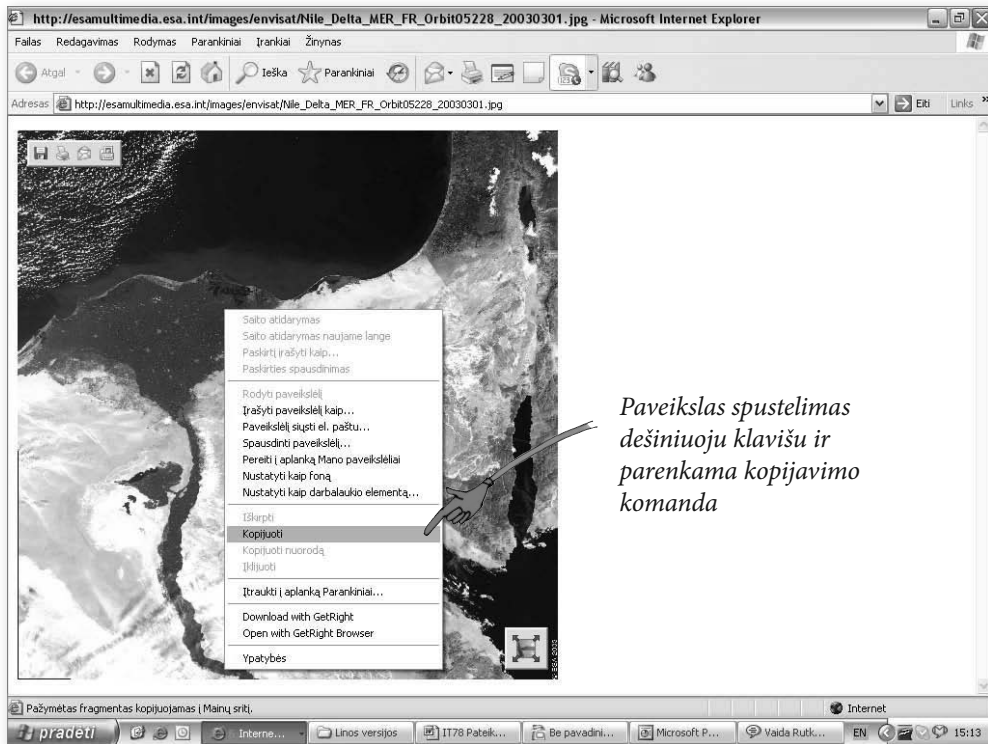 http://esamultimedia.esa.int/images/envisat/Nile_Delta_MER_FR_Orbit05228_20030301.jpg - Microsoft Internet Explorer
Failas Redagavimas Rodymas Parankiniai Įrankiai Žinynas
Atgal Ieška Parankiniai
Adresas http://esamultimedia.esa.int/images/envisat/Nile_Delta_MER_FR_Orbit05228_20030301.jpg Eiti Links »
Saito atidarymas
Saito atidarymas naujame lange
Paskirtį įrašyti kaip...
Paskirties spausdinimas
Rodyti paveikslėlį
Įrašyti paveikslėlį kaip...
Paveikslėlį siųsti el. paštu...
Spausdinti paveikslėlį...
Pereiti į aplanką Mano paveikslėliai
Nustatyti kaip foną
Nustatyti kaip darbalaukio elementą...
Iškirpti
Kopijuoti
Kopijuoti nuorodą
Įklijuoti
Įtraukti į aplanką Parankiniai...
Download with GetRight
Open with GetRight Browser
Ypatybės
Paveikslas spustelimas
dešiniuoju klavišu ir
parenkama kopijavimo
komanda
© ESA 2003
Pažymėtas fragmentas kopijuojamas į Mainų sritį. Internet
pradėti Interne... Linos versijos IT78 Pateik... Be pavadini... Microsoft P... Vaida Rutk... EN 15:13